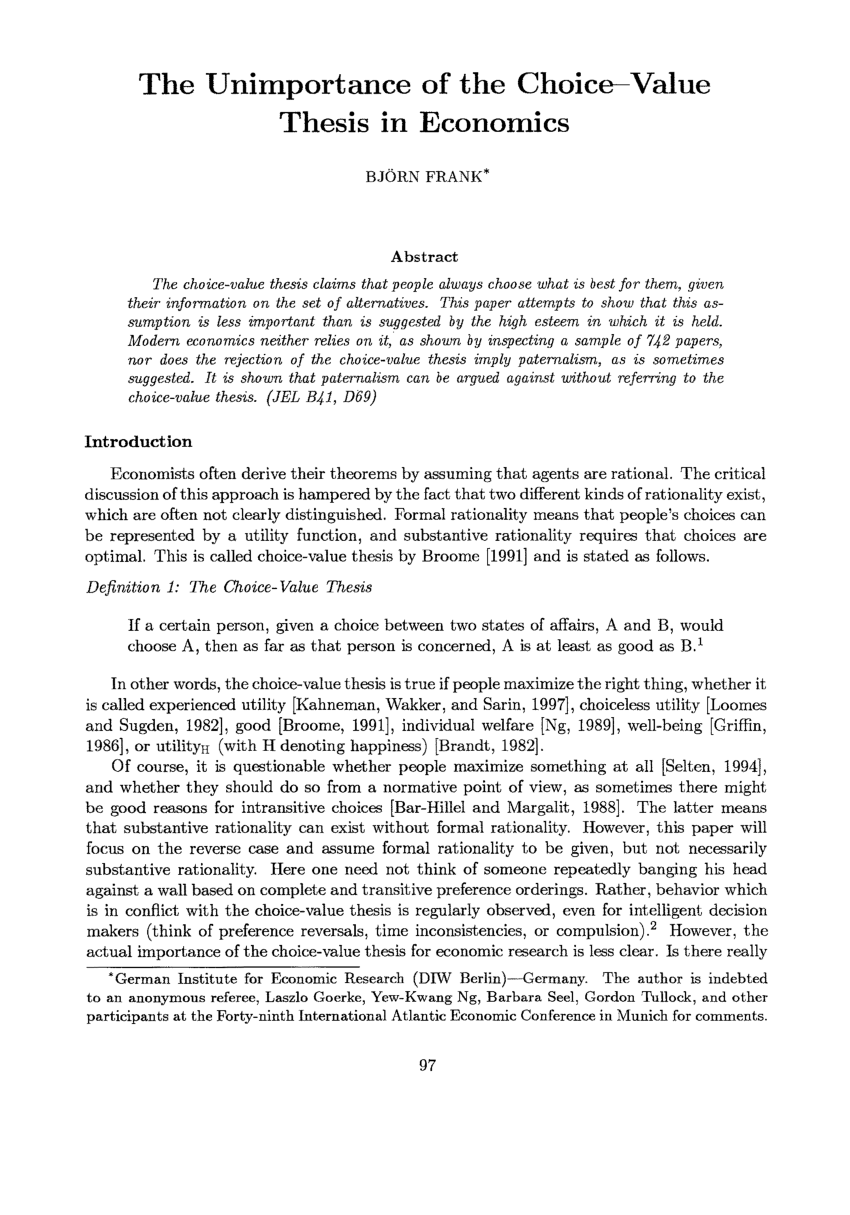 The Unimportance of the Choice–Value
Thesis in Economics
BJÖRN FRANK*
Abstract
The choice-value thesis claims that people always choose what is best for them, given
their information on the set of alternatives. This paper attempts to show that this as-
sumption is less important than is suggested by the high esteem in which it is held.
Modern economics neither relies on it, as shown by inspecting a sample of 742 papers,
nor does the rejection of the choice-value thesis imply paternalism, as is sometimes
suggested. It is shown that paternalism can be argued against without referring to the
choice-value thesis. (JEL B41, D69)
Introduction
Economists often derive their theorems by assuming that agents are rational. The critical
discussion of this approach is hampered by the fact that two different kinds of rationality exist,
which are often not clearly distinguished. Formal rationality means that people's choices can
be represented by a utility function, and substantive rationality requires that choices are
optimal. This is called choice-value thesis by Broome [1991] and is stated as follows.
Definition 1: The Choice-Value Thesis
If a certain person, given a choice between two states of affairs, A and B, would
choose A, then as far as that person is concerned, A is at least as good as B.¹
In other words, the choice-value thesis is true if people maximize the right thing, whether it
is called experienced utility [Kahneman, Wakker, and Sarin, 1997], choiceless utility [Loomes
and Sugden, 1982], good [Broome, 1991], individual welfare [Ng, 1989], well-being [Griffin,
1986], or utilityH (with H denoting happiness) [Brandt, 1982].
Of course, it is questionable whether people maximize something at all [Selten, 1994],
and whether they should do so from a normative point of view, as sometimes there might
be good reasons for intransitive choices [Bar-Hillel and Margalit, 1988]. The latter means
that substantive rationality can exist without formal rationality. However, this paper will
focus on the reverse case and assume formal rationality to be given, but not necessarily
substantive rationality. Here one need not think of someone repeatedly banging his head
against a wall based on complete and transitive preference orderings. Rather, behavior which
is in conflict with the choice-value thesis is regularly observed, even for intelligent decision
makers (think of preference reversals, time inconsistencies, or compulsion).² However, the
actual importance of the choice-value thesis for economic research is less clear. Is there really
*German Institute for Economic Research (DIW Berlin)—Germany. The author is indebted
to an anonymous referee, Laszlo Goerke, Yew-Kwang Ng, Barbara Seel, Gordon Tullock, and other
participants at the Forty-ninth International Atlantic Economic Conference in Munich for comments.
97